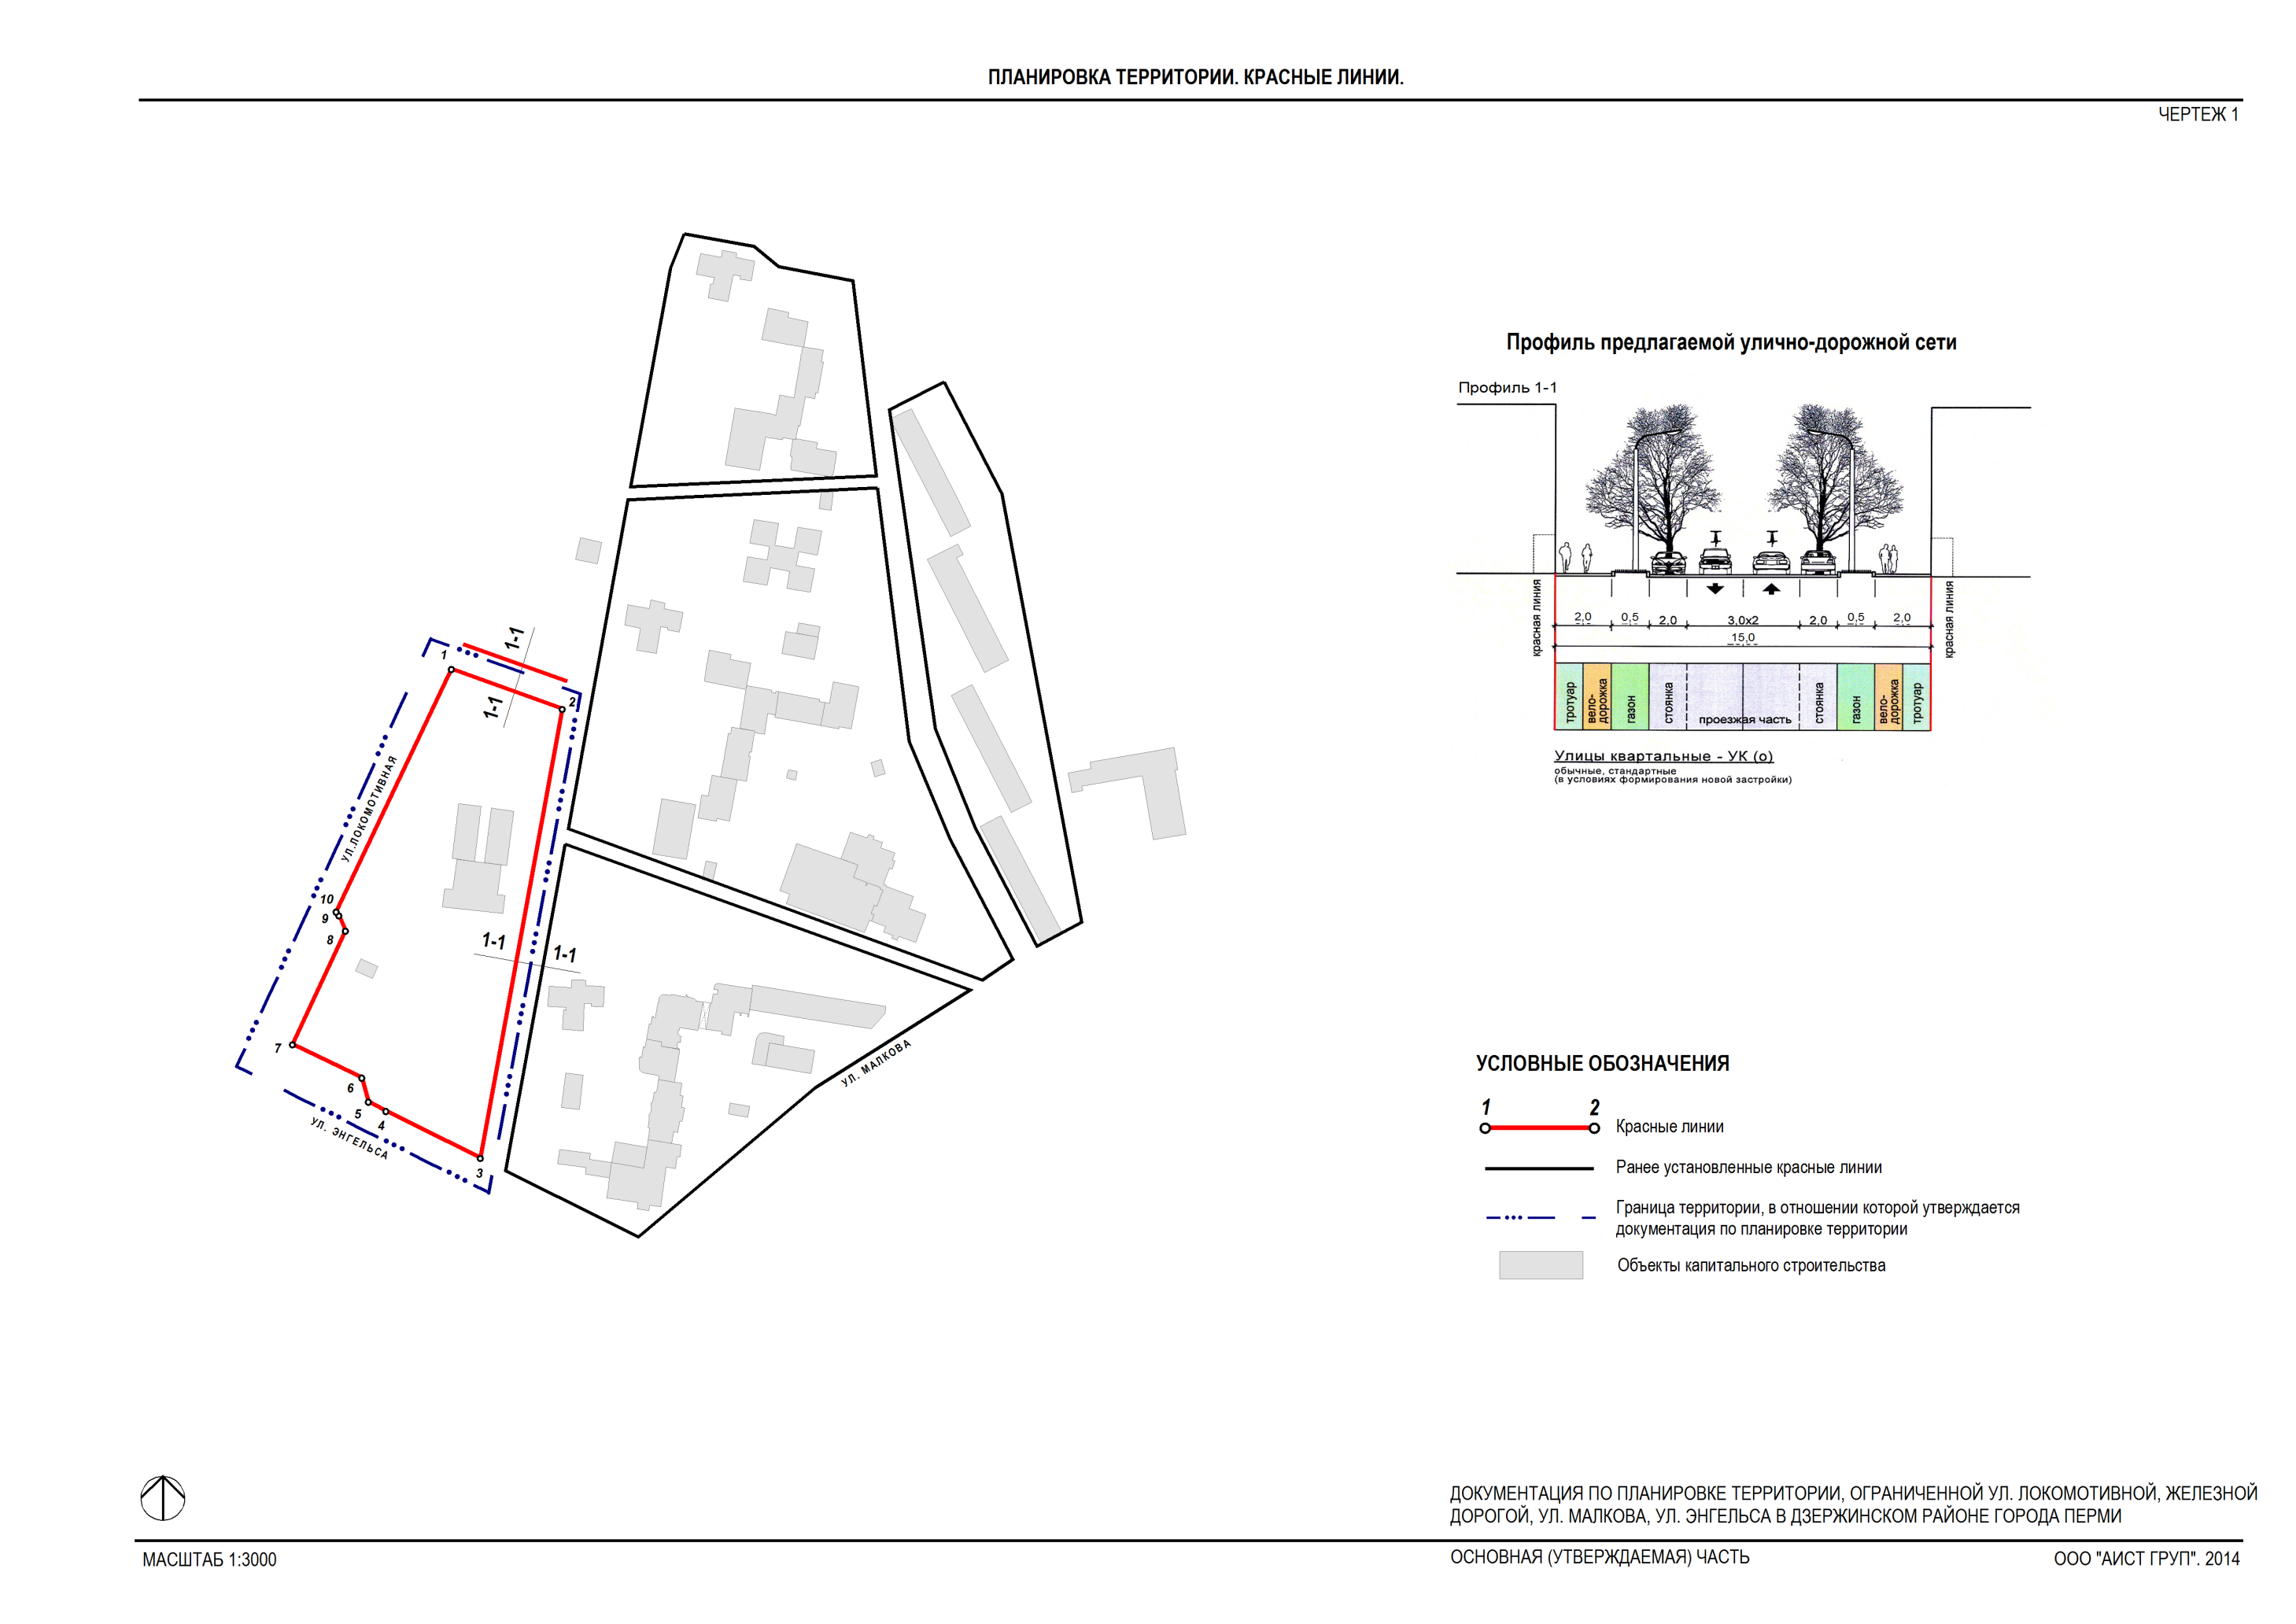 ПЛАНИРОВКА ТЕРРИТОРИИ. КРАСНЫЕ ЛИНИИ.
ЧЕРТЕЖ 1
Профиль предлагаемой улично-дорожной сети
Профиль 1-1
красная линия
красная линия
2,0 0,5 2,0 3,0х2 2,0 0,5 2,0
15,0
тротуар
вело-
дорожка
газон
стоянка
проезжая часть
стоянка
газон
вело-
дорожка
тротуар
Улицы квартальные - УК (о)
обычные, стандартные
(в условиях формирования новой застройки)
1-1
1
1-1
2
УЛ.ЛОКОМОТИВНАЯ
10
9
8
1-1
1-1
7
6
5
4
3
УЛ. ЭНГЕЛЬСА
УЛ. МАЛКОВА
УСЛОВНЫЕ ОБОЗНАЧЕНИЯ
1 2
Красные линии
Ранее установленные красные линии
Граница территории, в отношении которой утверждается
документация по планировке территории
Объекты капитального строительства
ДОКУМЕНТАЦИЯ ПО ПЛАНИРОВКЕ ТЕРРИТОРИИ, ОГРАНИЧЕННОЙ УЛ. ЛОКОМОТИВНОЙ, ЖЕЛЕЗНОЙ
ДОРОГОЙ, УЛ. МАЛКОВА, УЛ. ЭНГЕЛЬСА В ДЗЕРЖИНСКОМ РАЙОНЕ ГОРОДА ПЕРМИ
МАСШТАБ 1:3000
ОСНОВНАЯ (УТВЕРЖДАЕМАЯ) ЧАСТЬ
ООО "АИСТ ГРУП". 2014